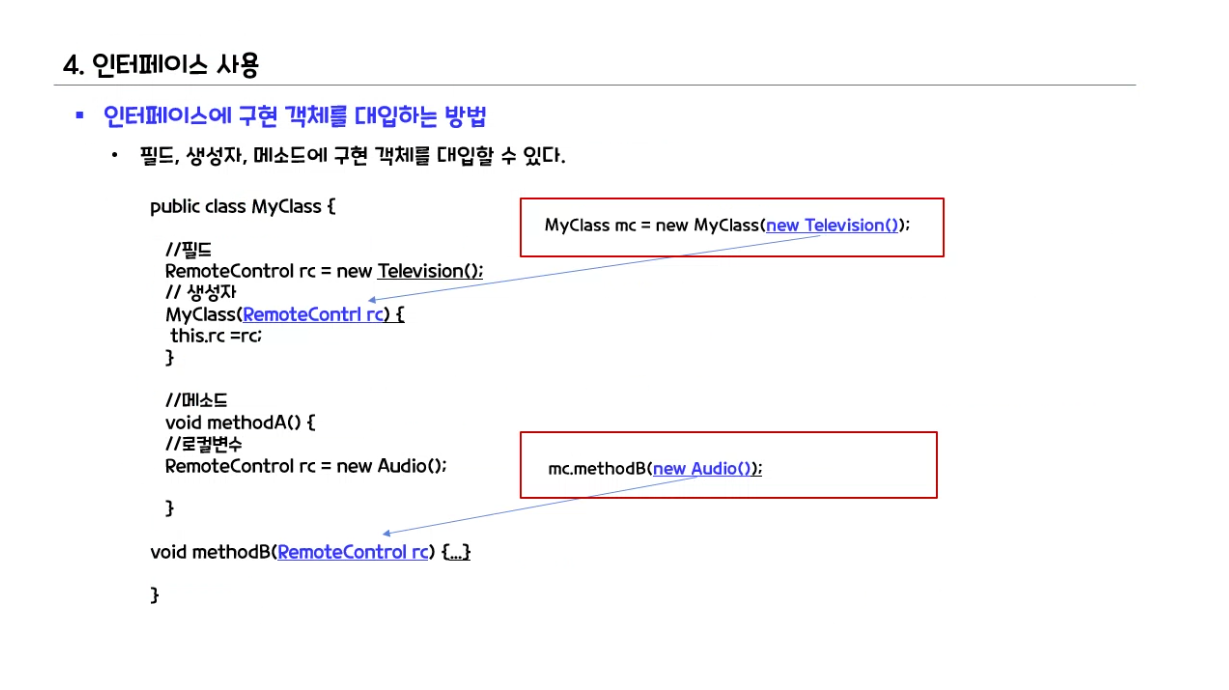 4. 인터페이스 사용
▪ 인터페이스에 구현 객체를 대입하는 방법
• 필드, 생성자, 메소드에 구현 객체를 대입할 수 있다.
public class MyClass {
MyClass mc = new MyClass(new Television());
//필드
RemoteControl rc = new Television();
// 생성자
MyClass(RemoteContrl rc) {
this.rc =rc;
}
//메소드
void methodA() {
//로컬변수
RemoteControl rc = new Audio();
mc.methodB(new Audio());
}
void methodB(RemoteControl rc) {...}
}